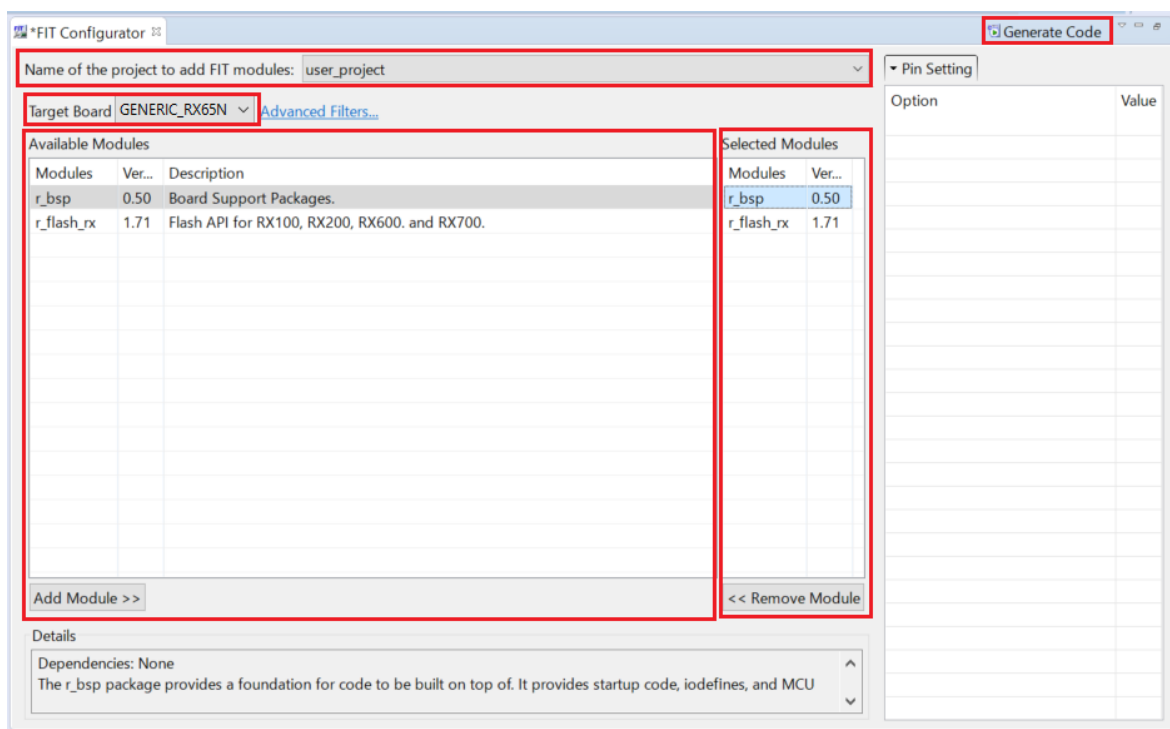 *FIT Configurator
Generate Code
Name of the project to add FIT modules: user_project
Pin Setting
Target Board GENERIC_RX65N Advanced Filters...
Option Value
Available Modules
Modules Ver... Description
r_bsp 0.50 Board Support Packages.
r_flash_rx 1.71 Flash API for RX100, RX200, RX600. and RX700.
Add Module >>
Selected Modules
Modules Ver...
r_bsp 0.50
r_flash_rx 1.71
<< Remove Module
Details
Dependencies: None
The r_bsp package provides a foundation for code to be built on top of. It provides startup code, iodefines, and MCU